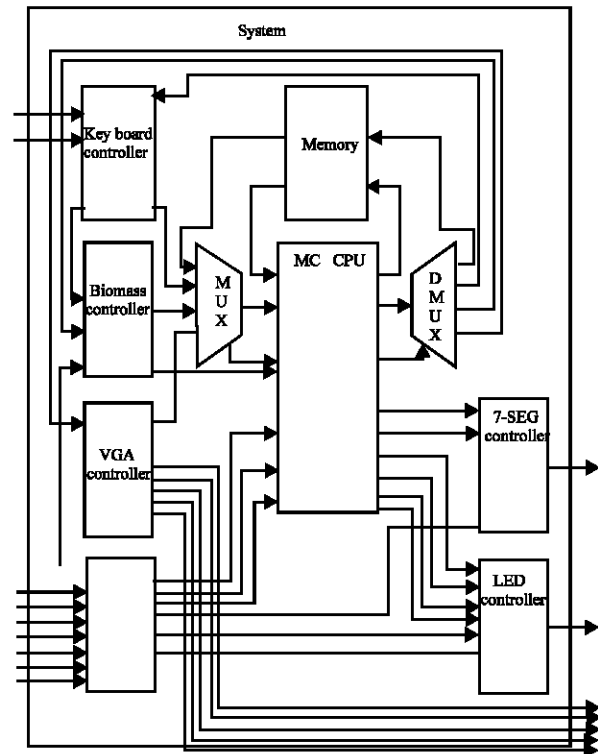 System
Key board
controller
Memory
MC CPU
M
U
X
D
M
U
X
Biomass
controller
VGA
controller
7-SEG
controller
LED
controller